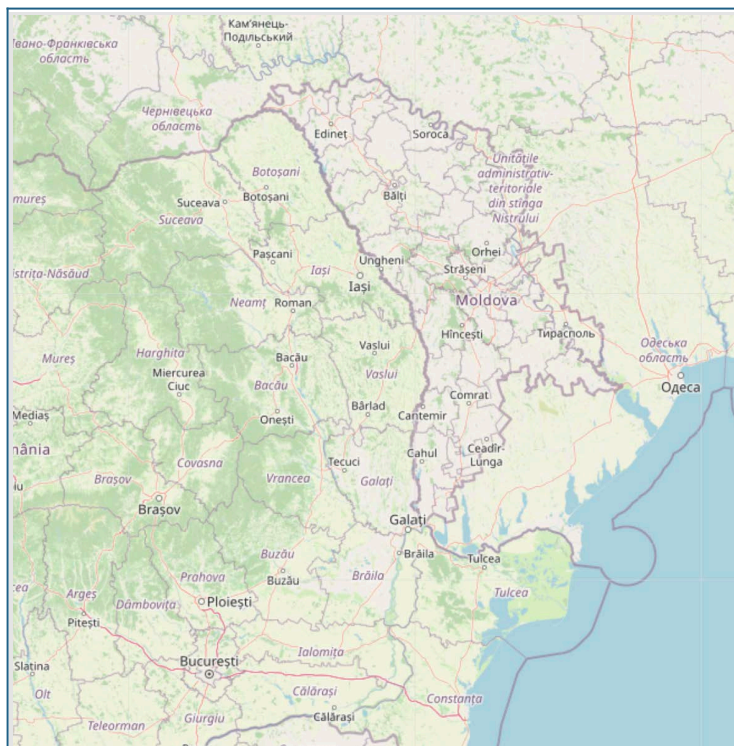 Кам'янець-
Подільський
Івано-Франківська
область
Чернівецька
область
Edineț
Soroca
Unitățile
administrativ-
teritoriale
din stînga
Nistrului
Botoșani
Botoșani
Bălți
mureș
Suceava
Suceava
Pașcani
Orhei
Ungheni
Iași
Strășeni
istrița-Năsăud
Iași
Neamț
Roman
Moldova
Hîncești
Тирасполь
Одеська
область
Mureș
Harghita
Vaslui
Bacău
Miercurea
Ciuc
Vaslui
Одеса
Bacău
Comrat
Mediaș
Onești
Bârlad
Cantemir
mânia
Ceadîr-
Lunga
Cahul
Tecuci
Covasna
Brașov
Vrancea
Galați
iu
Brașov
Galați
Buzău
Brăila
Tulcea
Prahova
Buzău
Brăila
cea
Argeș
Dâmbovița
Ploiești
Tulcea
Pitești
Ialomița
București
Slatina
Olt
Călărași
Constanța
Giurgiu
Călărași
Teleorman